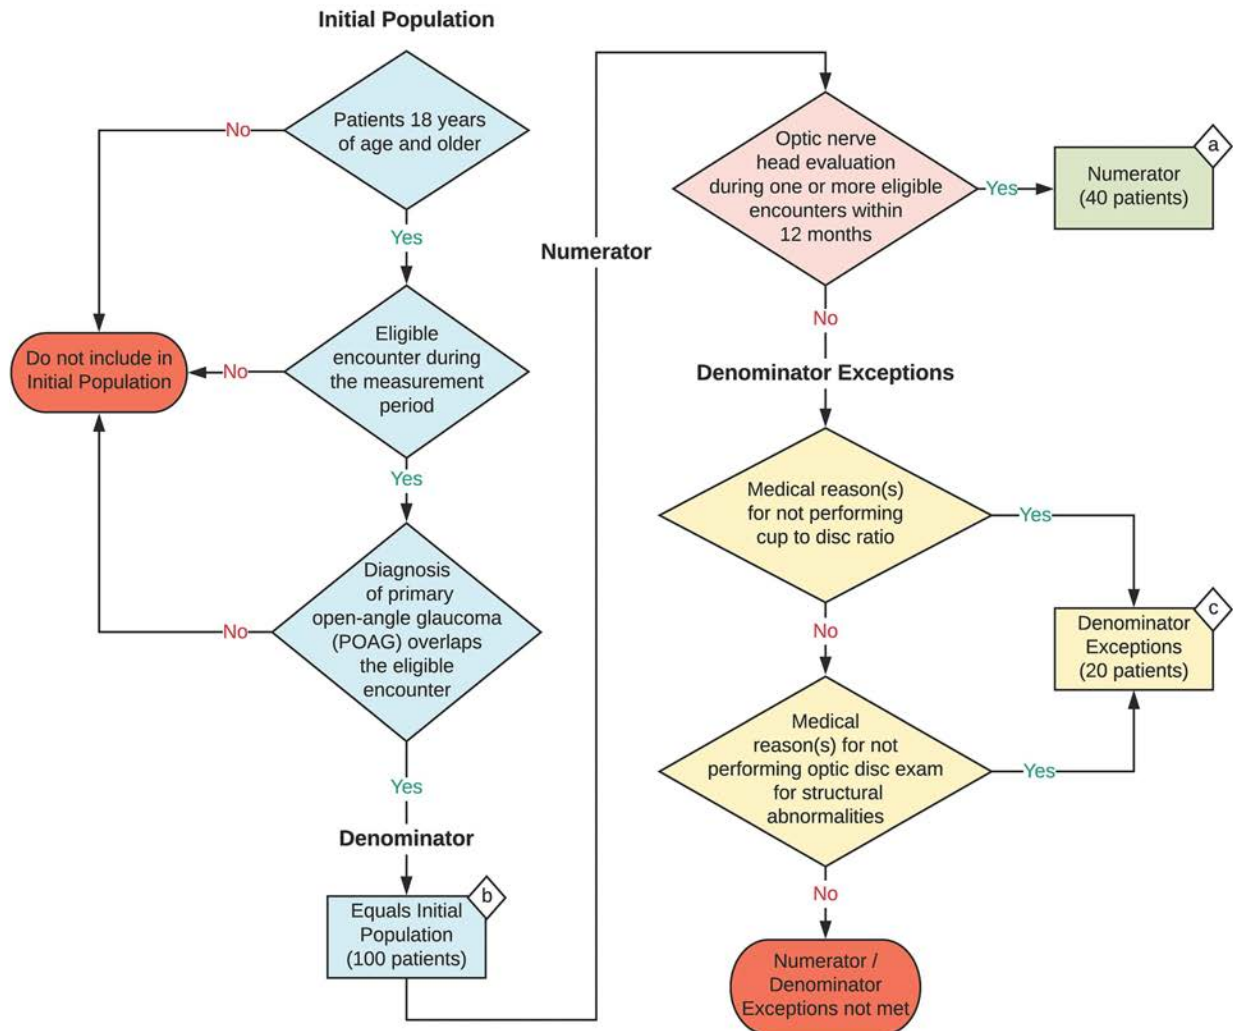 Initial Population
Patients 18 years
of age and older
No
Yes
Eligible
encounter during
the measurement
period
No
Do not include in
Initial Population
Yes
Diagnosis
of primary
open-angle glaucoma
(POAG) overlaps
the eligible
encounter
No
Yes
Denominator
b
Equals Initial
Population
(100 patients)
Numerator
Optic nerve
head evaluation
during one or more eligible
encounters within
12 months
Yes
a
Numerator
(40 patients)
No
Denominator Exceptions
Medical reason(s)
for not performing
cup to disc ratio
Yes
c
Denominator
Exceptions
(20 patients)
No
Medical
reason(s) for not
performing optic disc exam
for structural
abnormalities
Yes
No
Numerator /
Denominator
Exceptions not met